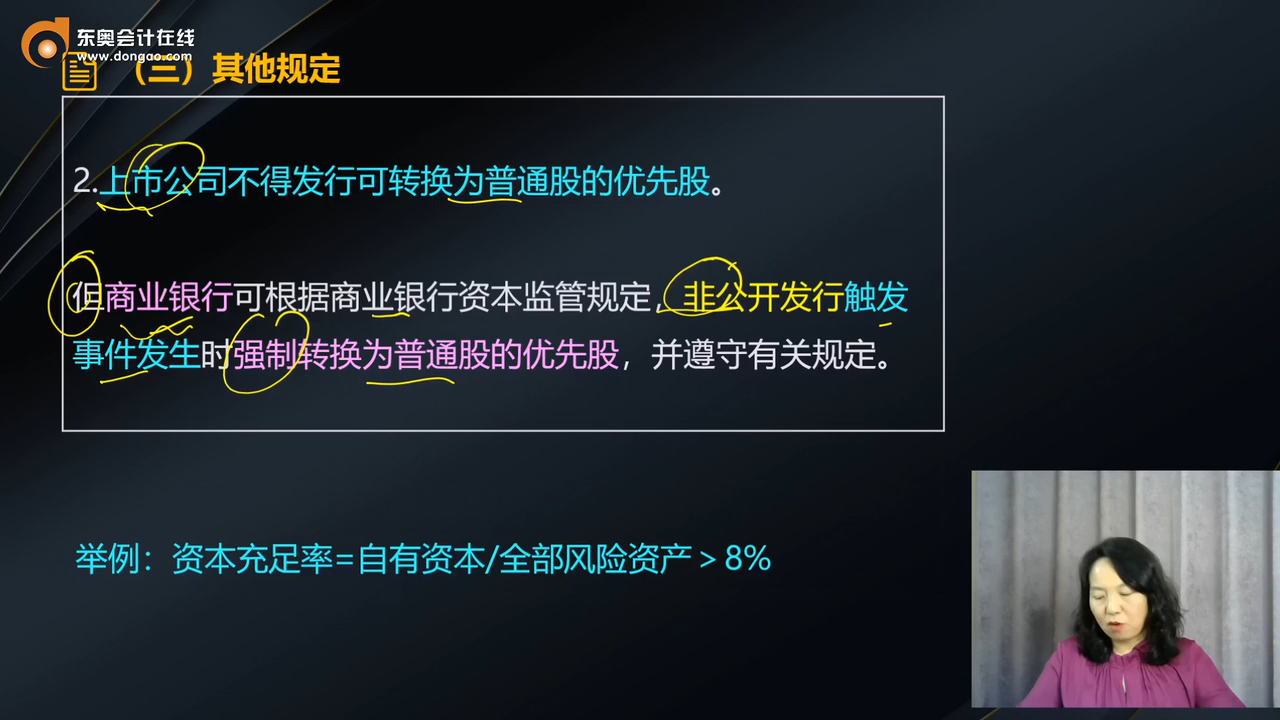 东奥会计在线
www.dongao.com
（三）其他规定
2.上市公司不得发行可转换为普通股的优先股。
但商业银行可根据商业银行资本监管规定，非公开发行触发
事件发生时强制转换为普通股的优先股，并遵守有关规定。
举例：资本充足率=自有资本/全部风险资产＞8%